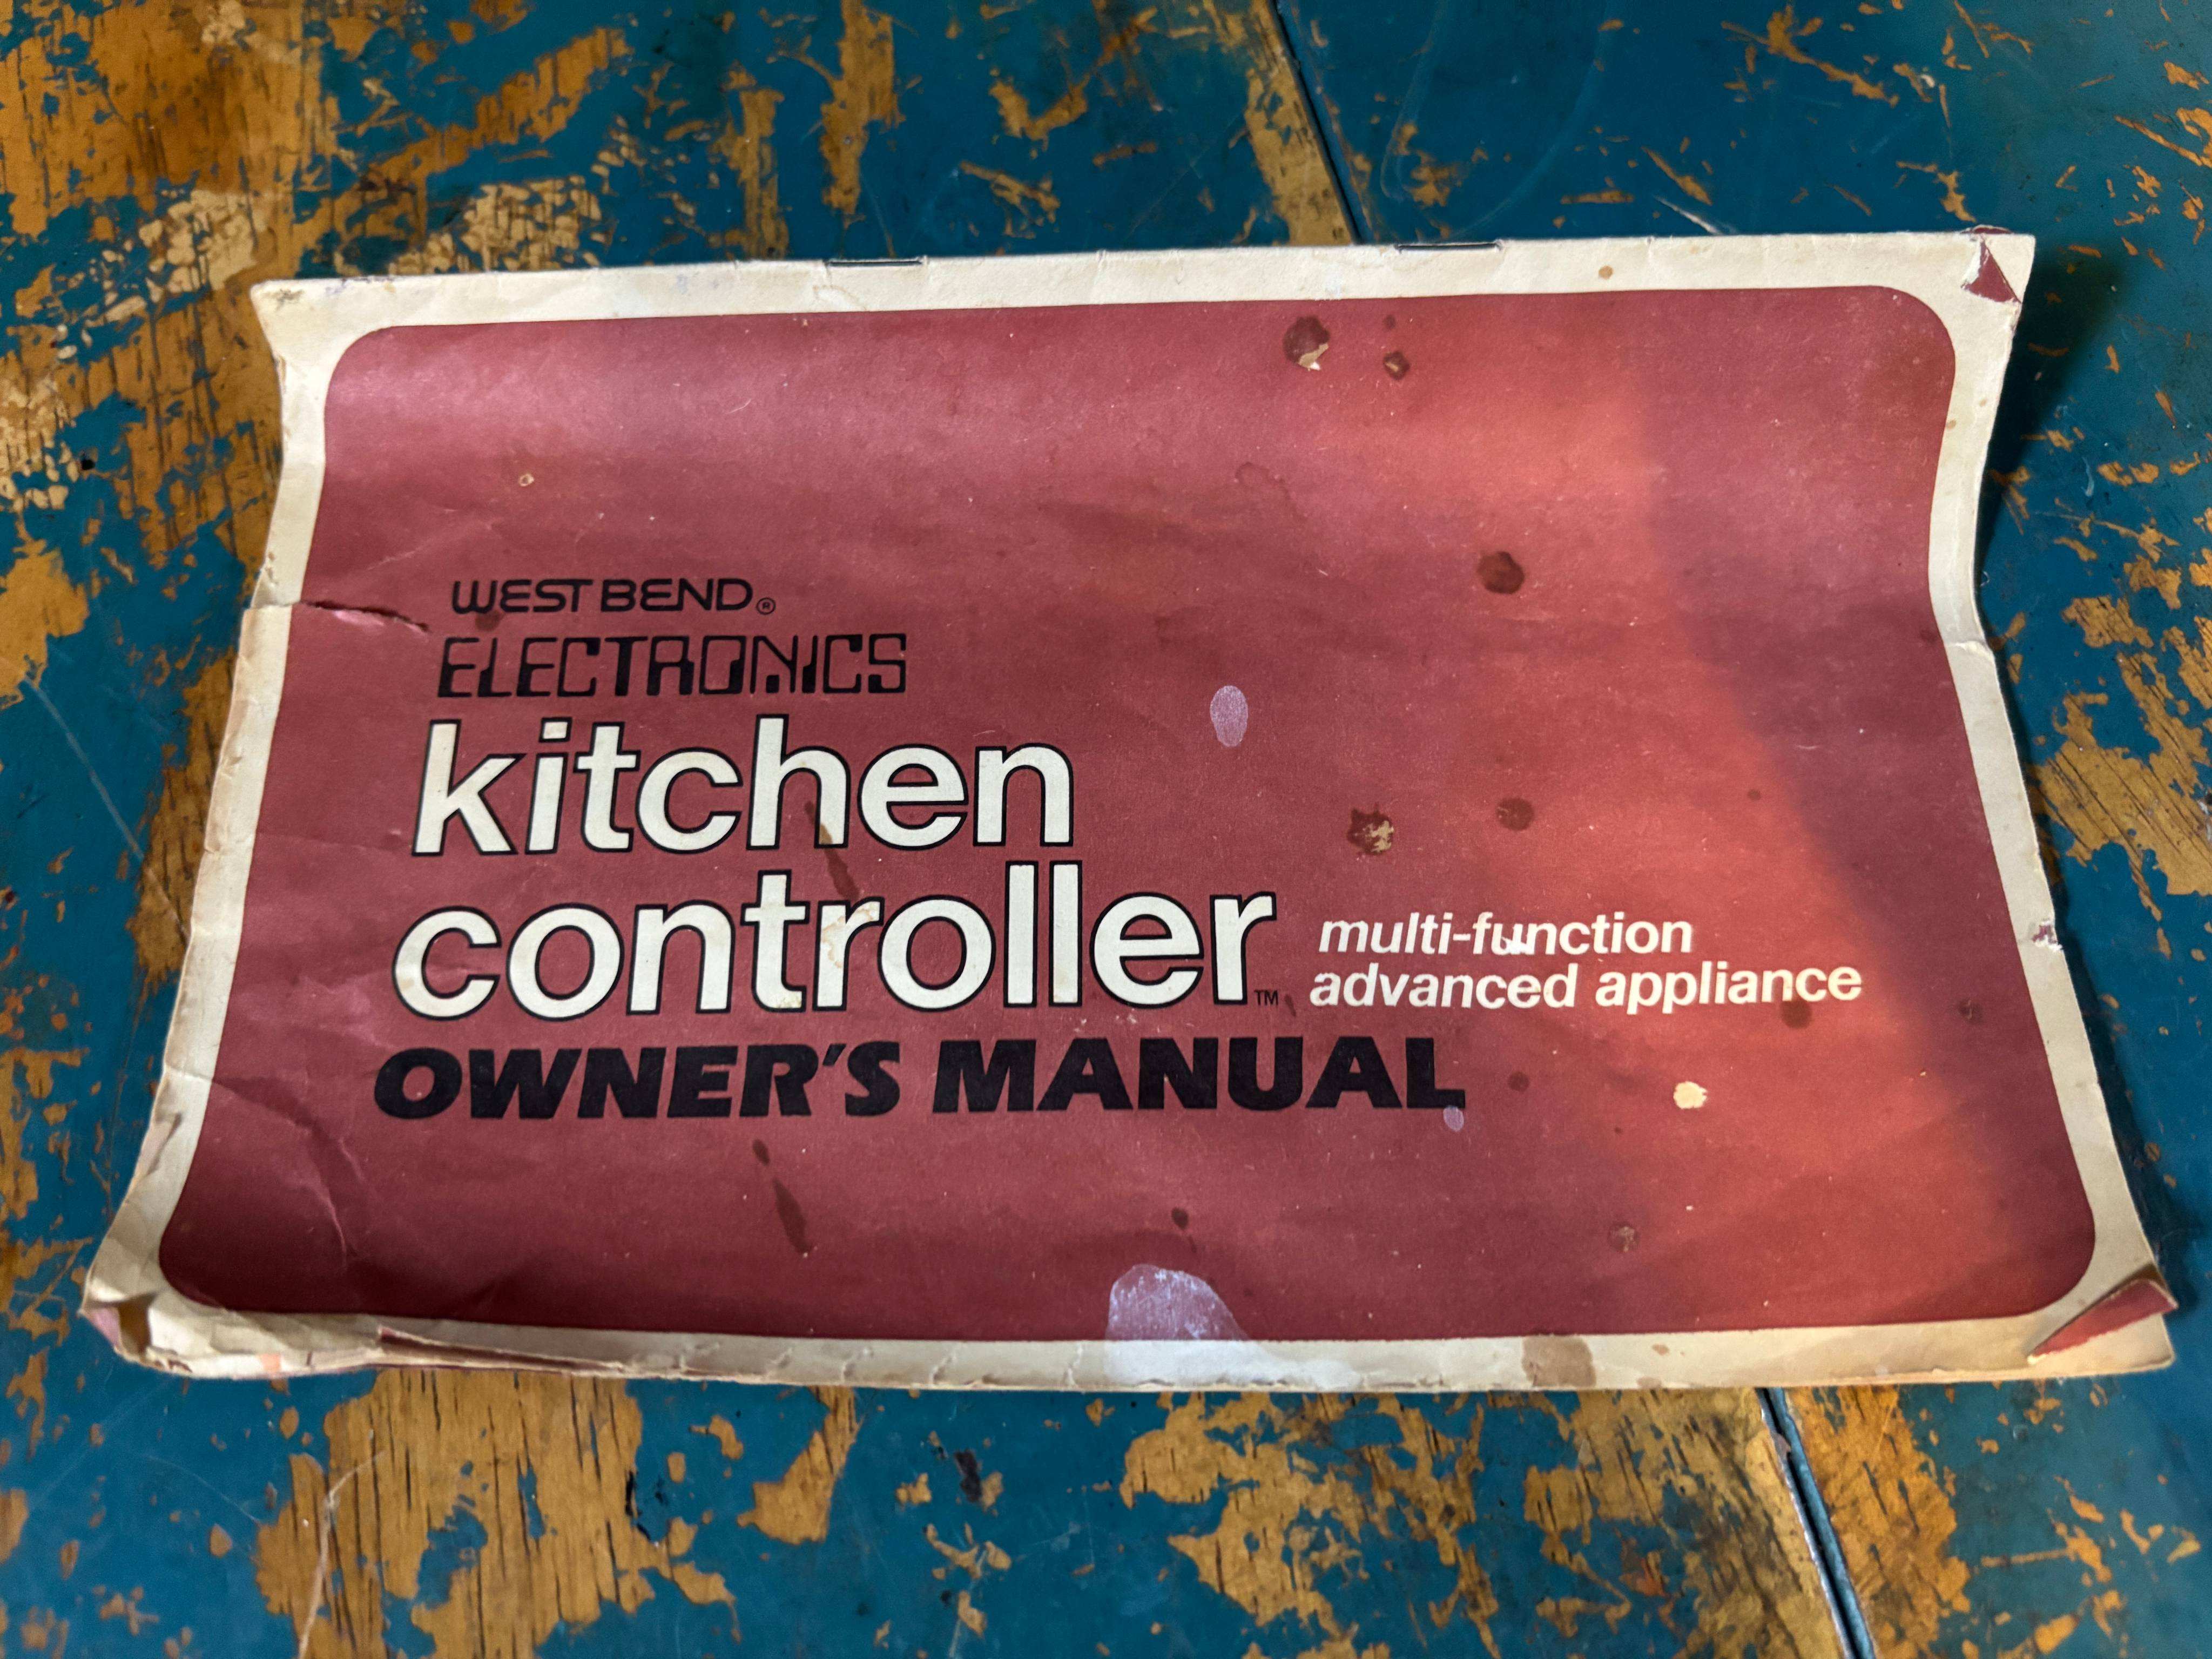 WEST BEND®
ELECTRONICS
kitchen
controller™ multi-function
advanced appliance
OWNER'S MANUAL